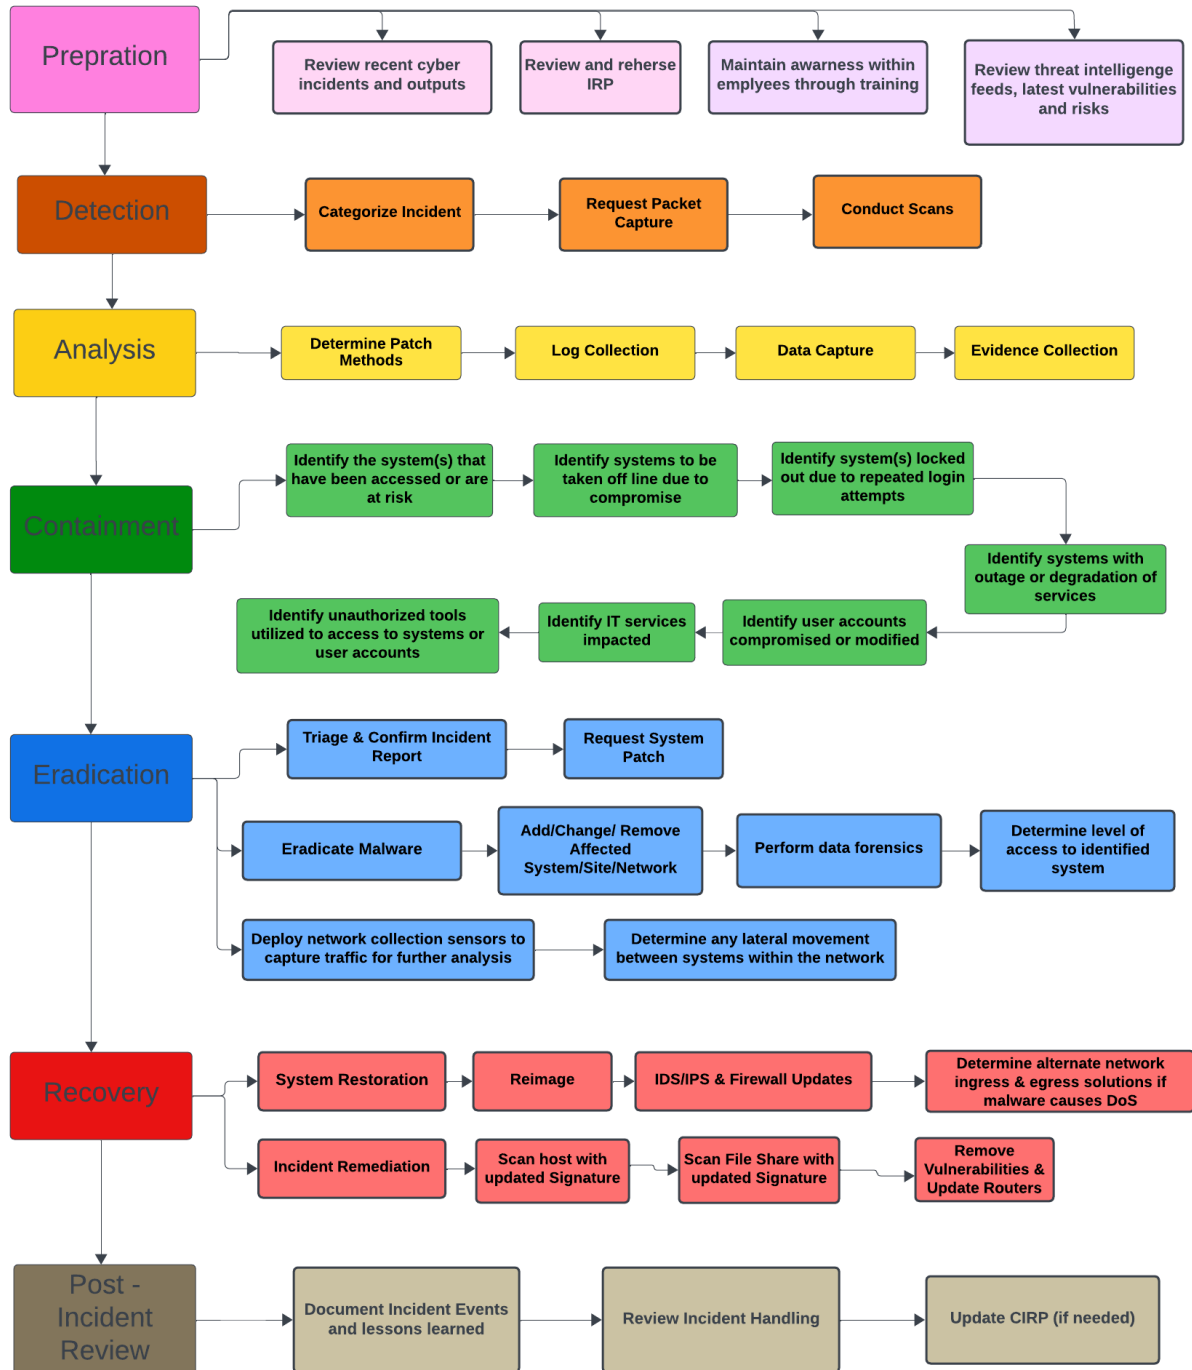 Prepration
Review recent cyber
incidents and outputs
Review and reherse
IRP
Maintain awarness within
emplyees through training
Review threat intelligenge
feeds, latest vulnerabilities
and risks
Detection
Categorize Incident
Request Packet
Capture
Conduct Scans
Analysis
Determine Patch
Methods
Log Collection
Data Capture
Evidence Collection
Containment
Identify the system(s) that
have been accessed or are
at risk
Identify systems to be
taken off line due to
compromise
Identify system(s) locked
out due to repeated login
attempts
Identify systems with
outage or degradation of
services
Identify user accounts
compromised or modified
Identify IT services
impacted
Identify unauthorized tools
utilized to access to systems or
user accounts
Eradication
Triage & Confirm Incident
Report
Request System
Patch
Eradicate Malware
Add/Change/ Remove
Affected
System/Site/Network
Perform data forensics
Determine level of
access to identified
system
Deploy network collection sensors to
capture traffic for further analysis
Determine any lateral movement
between systems within the network
Recovery
System Restoration
Reimage
IDS/IPS & Firewall Updates
Determine alternate network
ingress & egress solutions if
malware causes DoS
Incident Remediation
Scan host with
updated Signature
Scan File Share with
updated Signature
Remove
Vulnerabilities &
Update Routers
Post -
Incident
Review
Document Incident Events
and lessons learned
Review Incident Handling
Update CIRP (if needed)